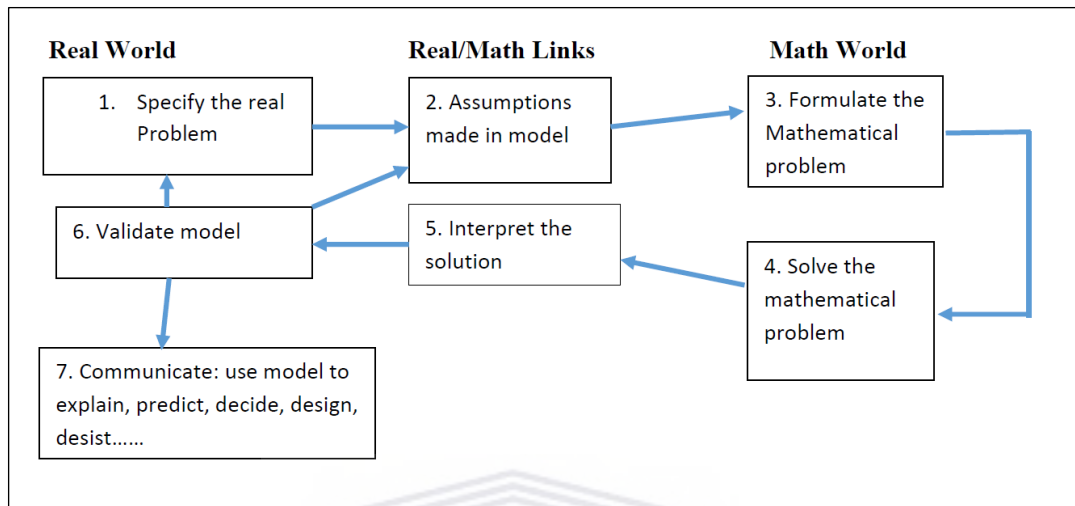 Real World
Real/Math Links
Math World
1. Specify the real
Problem
2. Assumptions
made in model
3. Formulate the
Mathematical
problem
6. Validate model
5. Interpret the
solution
4. Solve the
mathematical
problem
7. Communicate: use model to
explain, predict, decide, design,
desist......